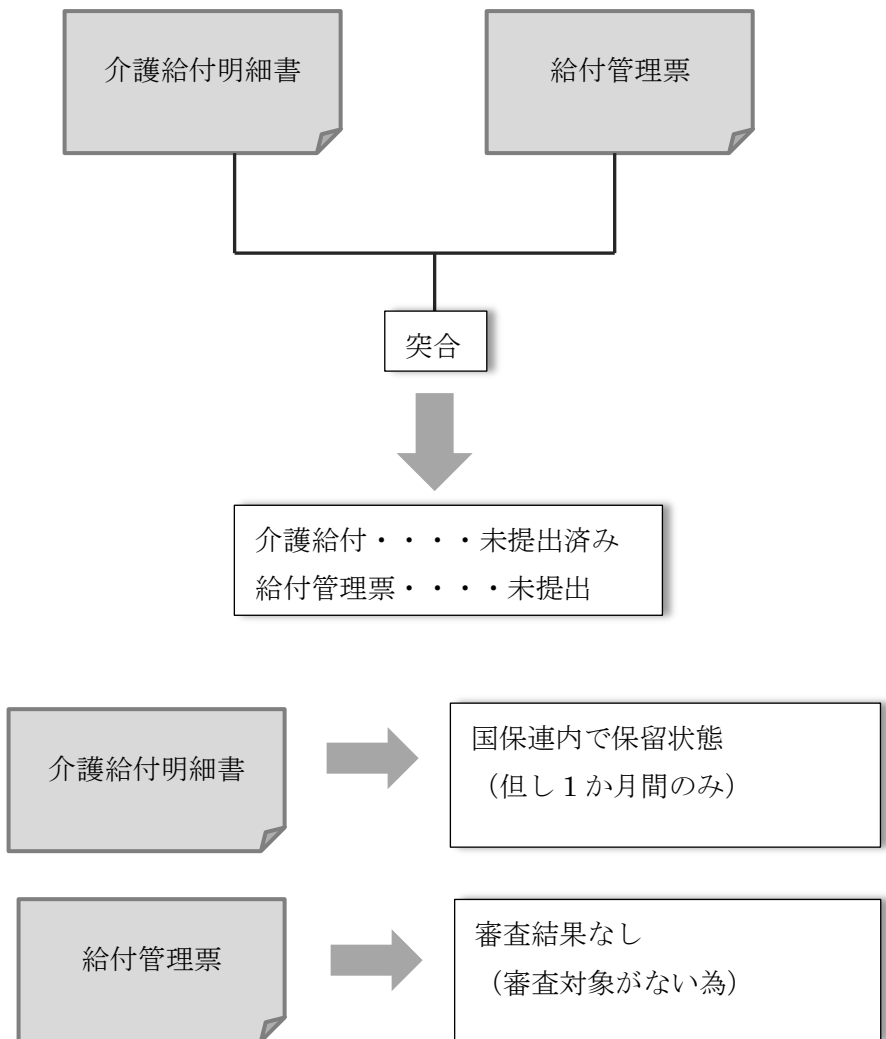 介護給付明細書
給付管理票
突合
介護給付・・・・未提出済み
給付管理票・・・・未提出
介護給付明細書
国保連内で保留状態
（但し１か月間のみ）
給付管理票
審査結果なし
（審査対象がない為）